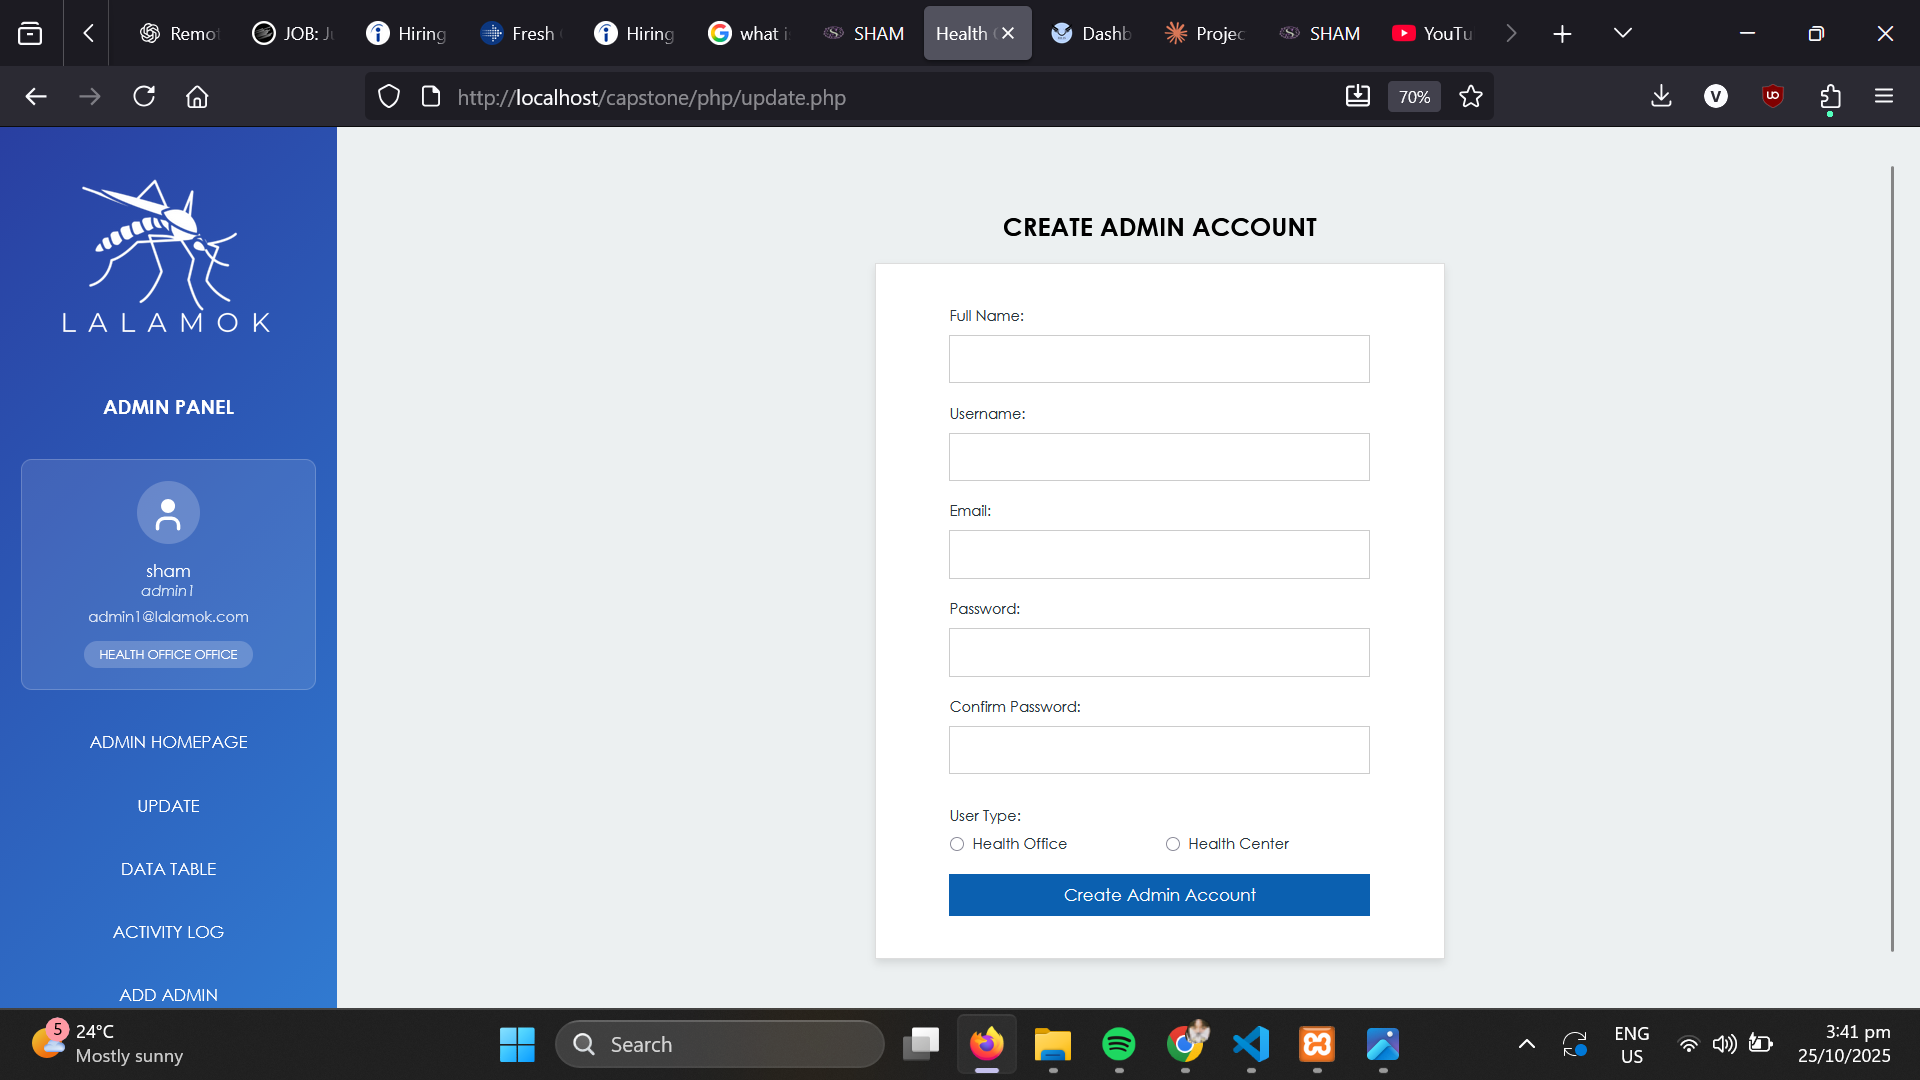 Remot
JOB: Ju
Hiring
Fresh
Hiring
what i
SHAM
Health
Dashb
Projec
SHAM
YouTu
http://localhost/capstone/php/update.php
70%
V
LALAMOK
ADMIN PANEL
sham
admin1
admin1@lalamok.com
HEALTH OFFICE OFFICE
ADMIN HOMEPAGE
UPDATE
DATA TABLE
ACTIVITY LOG
ADD ADMIN
CREATE ADMIN ACCOUNT
Full Name:
Username:
Email:
Password:
Confirm Password:
User Type:
Health Office
Health Center
Create Admin Account
5
24°C
Mostly sunny
Search
ENG
US
3:41 pm
25/10/2025